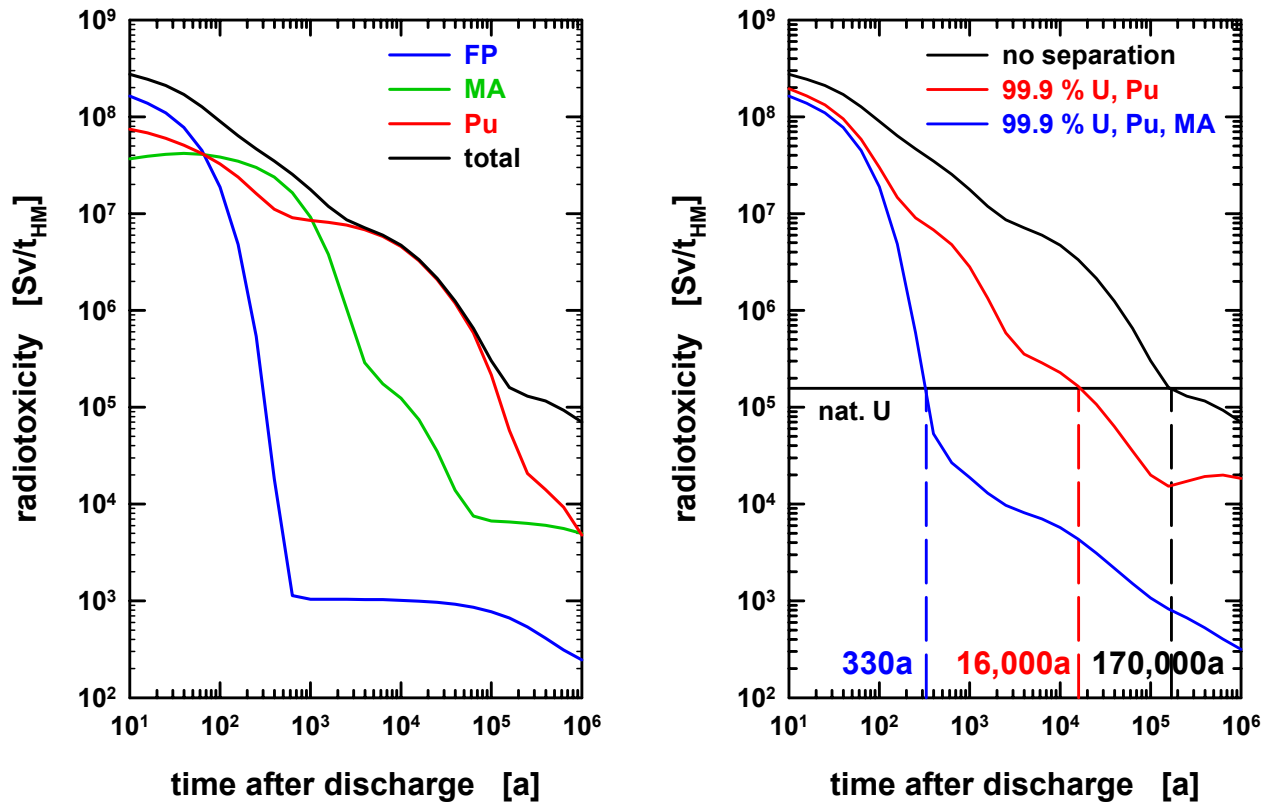 10⁹
10⁸
10⁷
10⁶
10⁵
10⁴
10³
10²
radiotoxicity [Sv/t_HM]
FP
MA
Pu
total
10¹ 10² 10³ 10⁴ 10⁵ 10⁶
time after discharge [a]
10⁹
10⁸
10⁷
10⁶
10⁵
10⁴
10³
10²
radiotoxicity [Sv/t_HM]
no separation
99.9 % U, Pu
99.9 % U, Pu, MA
nat. U
330a 16,000a 170,000a
10¹ 10² 10³ 10⁴ 10⁵ 10⁶
time after discharge [a]